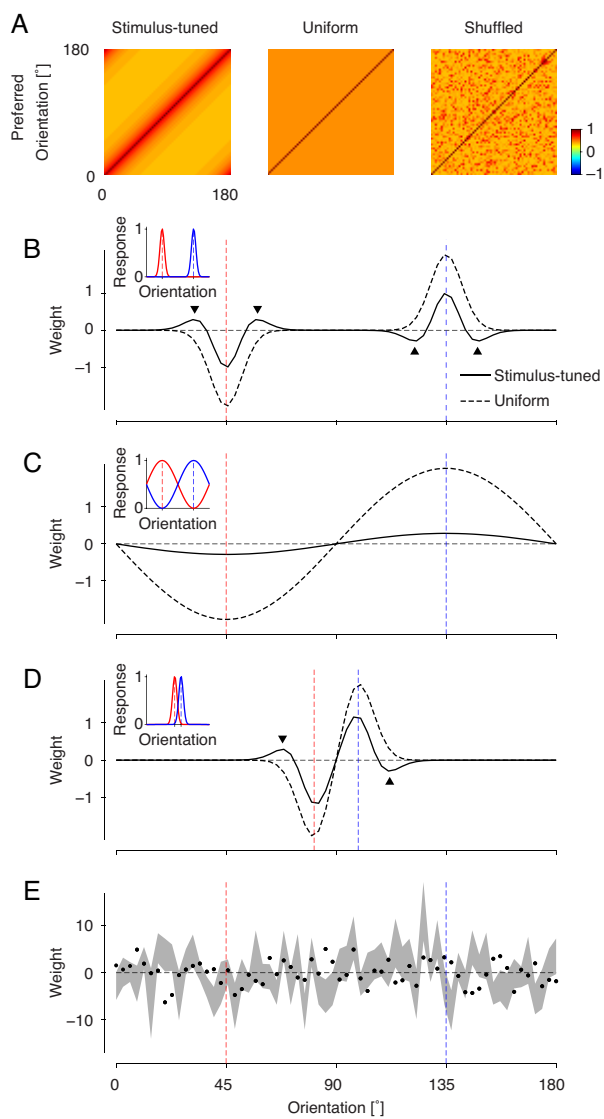 A
Stimulus-tuned
Uniform
Shuffled
Preferred
Orientation [°]
180
0
0
180
1
0
−1
B
Response
1
0
Orientation
Weight
1
0
−1
Stimulus-tuned
Uniform
C
Response
1
0
Orientation
Weight
1
0
−1
D
Response
1
0
Orientation
Weight
1
0
−1
E
Weight
10
0
−10
0
45
90
135
180
Orientation [°]